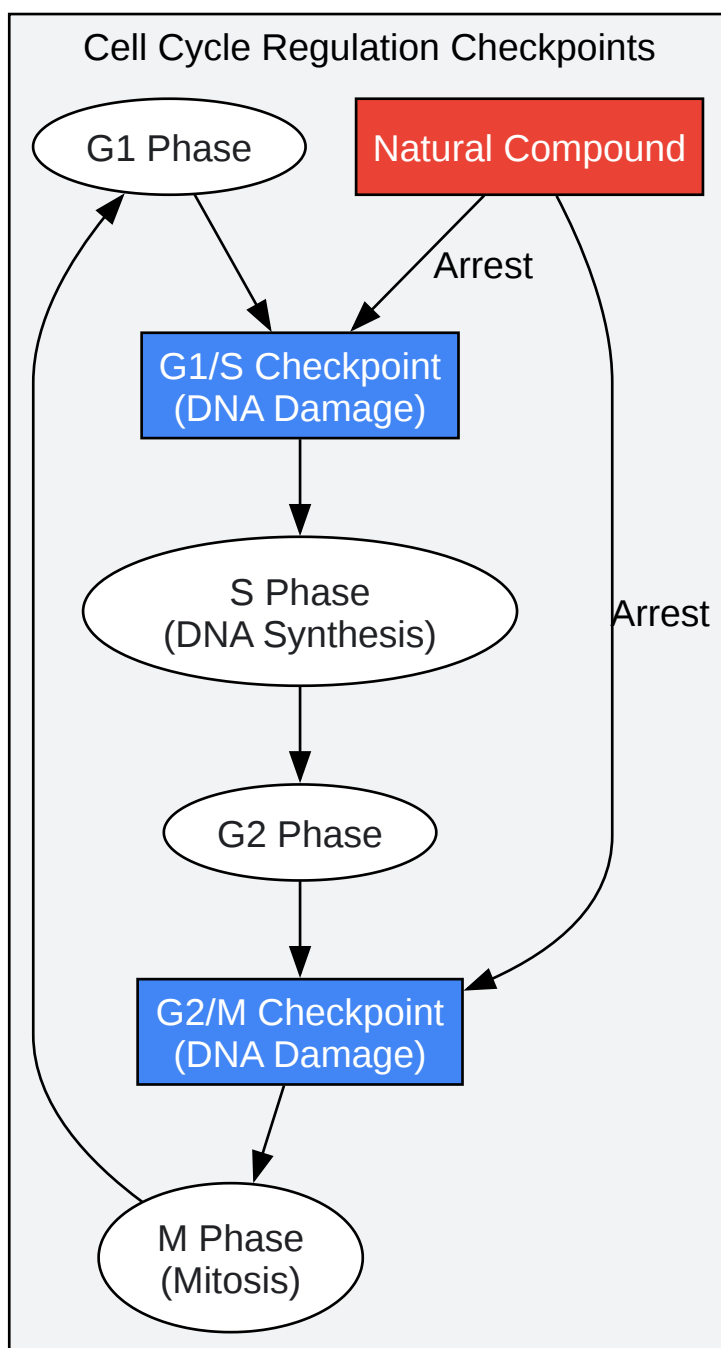 Cell Cycle Regulation Checkpoints
G1 Phase
Natural Compound
Arrest
G1/S Checkpoint
(DNA Damage)
S Phase
(DNA Synthesis)
Arrest
G2 Phase
G2/M Checkpoint
(DNA Damage)
M Phase
(Mitosis)